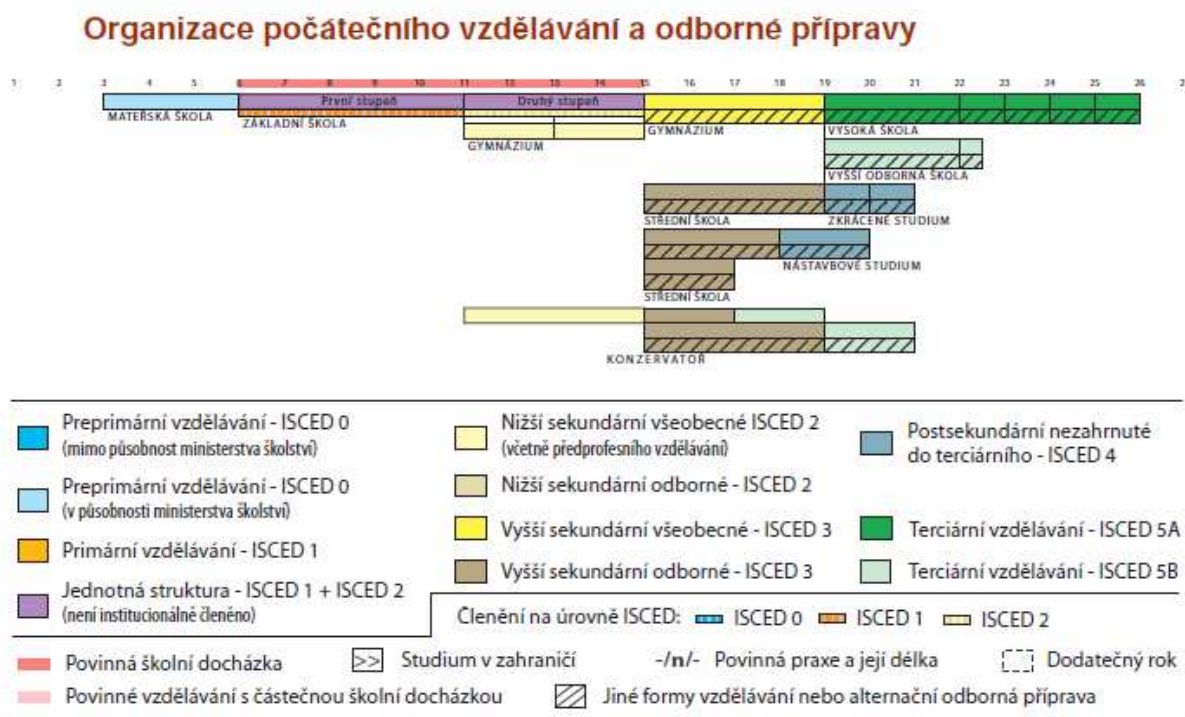 Organizace počátečního vzdělávání a odborné přípravy
1 2 3 4 5 6 7 8 9 10 11 12 13 14 15 16 17 18 19 20 21 22 23 24 25 26 2
První stupeň Druhý stupeň
MATEŘSKÁ ŠKOLA ZÁKLADNÍ ŠKOLA GYMNÁZIUM VYSOKÁ ŠKOLA
GYMNÁZIUM
VYŠŠÍ ODBORNÁ ŠKOLA
STŘEDNÍ ŠKOLA ZKRÁCENÉ STUDIUM
NÁSTAVBOVÉ STUDIUM
STŘEDNÍ ŠKOLA
KONZERVATOŘ
Preprimární vzdělávání - ISCED 0
(mimo působnost ministerstva školství)
Preprimární vzdělávání - ISCED 0
(v působnosti ministerstva školství)
Primární vzdělávání - ISCED 1
Jednotná struktura - ISCED 1 + ISCED 2
(není institucionálně členěno)
Nižší sekundární všeobecné ISCED 2
(včetně předprofesního vzdělávání)
Nižší sekundární odborné - ISCED 2
Vyšší sekundární všeobecné - ISCED 3
Vyšší sekundární odborné - ISCED 3
Postsekundární nezahrnuté
do terciárního - ISCED 4
Terciární vzdělávání - ISCED 5A
Terciární vzdělávání - ISCED 5B
Členění na úrovně ISCED: ISCED 0 ISCED 1 ISCED 2
Povinná školní docházka >> Studium v zahraničí -/n/- Povinná praxe a její délka Dodatečný rok
Povinné vzdělávání s částečnou školní docházkou Jiné formy vzdělávání nebo alternační odborná příprava